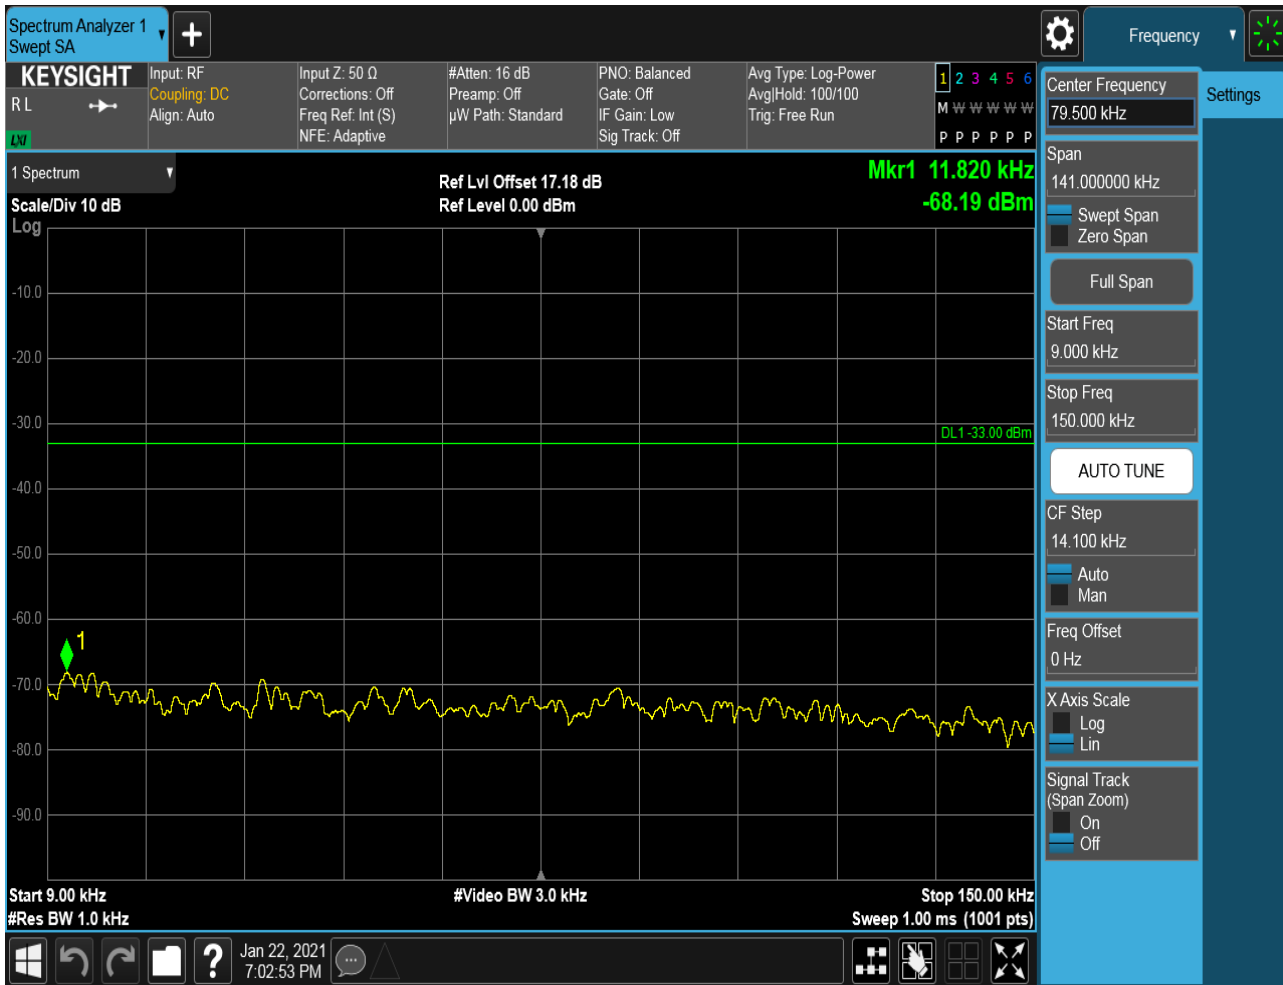 Spectrum Analyzer 1
Swept SA
+
Frequency
KEYSIGHT
R L
LXI
Input: RF
Coupling: DC
Align: Auto
Input Z: 50 Ω
Corrections: Off
Freq Ref: Int (S)
NFE: Adaptive
#Atten: 16 dB
Preamp: Off
µW Path: Standard
PNO: Balanced
Gate: Off
IF Gain: Low
Sig Track: Off
Avg Type: Log-Power
Avg|Hold: 100/100
Trig: Free Run
1 2 3 4 5 6
M W W W W W
P P P P P P
1 Spectrum
Scale/Div 10 dB
Log
Ref Lvl Offset 17.18 dB
Ref Level 0.00 dBm
Mkr1 11.820 kHz
-68.19 dBm
-10.0
-20.0
-30.0
DL1 -33.00 dBm
-40.0
-50.0
-60.0
1
-70.0
-80.0
-90.0
Start 9.00 kHz
#Video BW 3.0 kHz
Stop 150.00 kHz
#Res BW 1.0 kHz
Sweep 1.00 ms (1001 pts)
?
Jan 22, 2021
7:02:53 PM
Center Frequency
79.500 kHz
Settings
Span
141.000000 kHz
Swept Span
Zero Span
Full Span
Start Freq
9.000 kHz
Stop Freq
150.000 kHz
AUTO TUNE
CF Step
14.100 kHz
Auto
Man
Freq Offset
0 Hz
X Axis Scale
Log
Lin
Signal Track
(Span Zoom)
On
Off